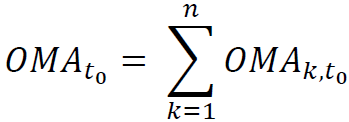 $OMA_{t_0} = \sum_{k=1}^{n} OMA_{k,t_0}$